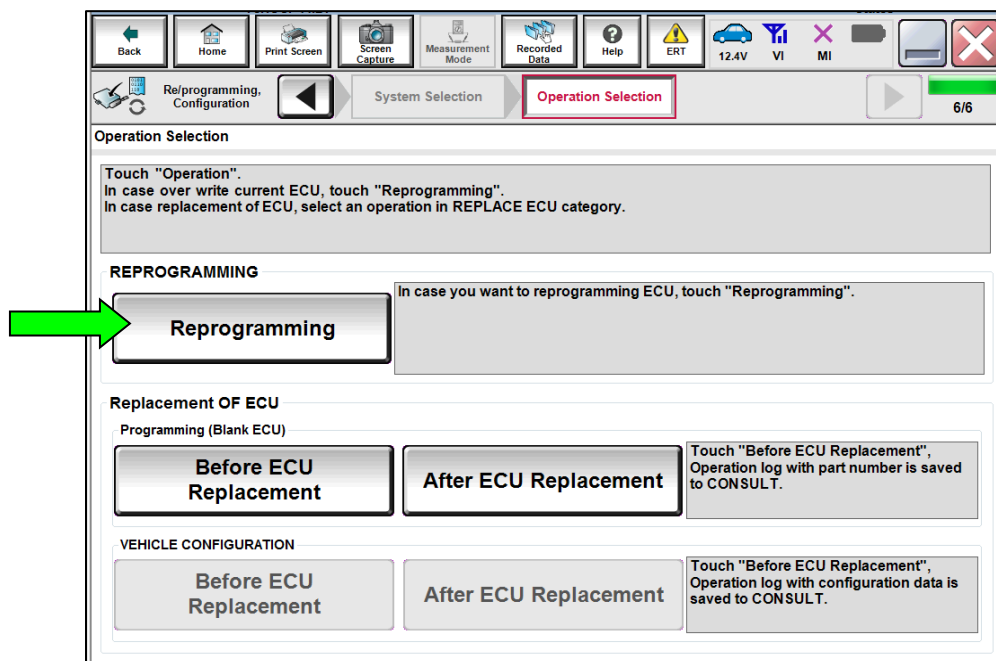 Back
Home
Print Screen
Screen
Capture
Measurement
Mode
Recorded
Data
Help
ERT
12.4V
VI
MI
Re/programming,
Configuration
System Selection
Operation Selection
6/6
Operation Selection
Touch "Operation".
In case over write current ECU, touch "Reprogramming".
In case replacement of ECU, select an operation in REPLACE ECU category.
REPROGRAMMING
Reprogramming
In case you want to reprogramming ECU, touch "Reprogramming".
Replacement OF ECU
Programming (Blank ECU)
Before ECU
Replacement
After ECU Replacement
Touch "Before ECU Replacement",
Operation log with part number is saved
to CONSULT.
VEHICLE CONFIGURATION
Before ECU
Replacement
After ECU Replacement
Touch "Before ECU Replacement",
Operation log with configuration data is
saved to CONSULT.